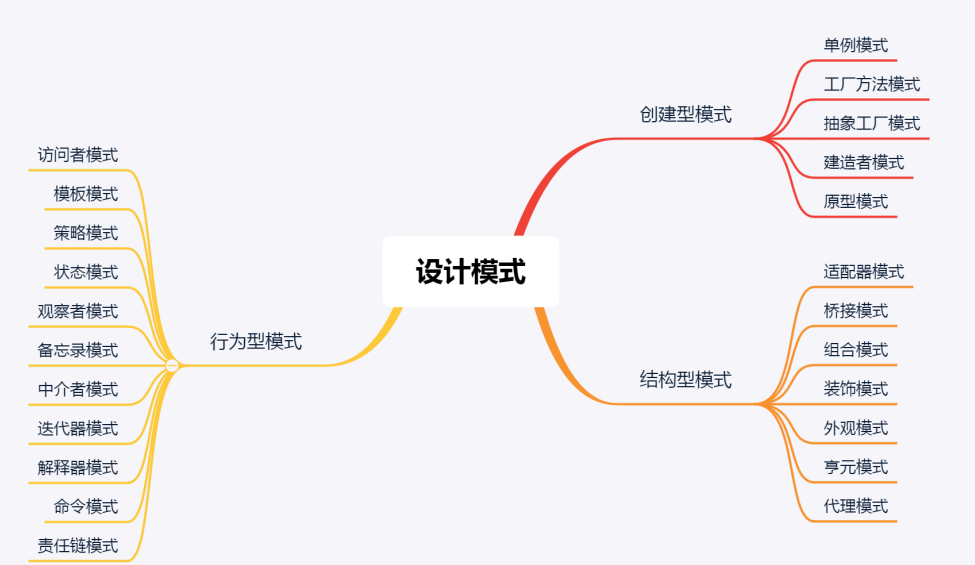 设计模式
创建型模式
单例模式
工厂方法模式
抽象工厂模式
建造者模式
原型模式
结构型模式
适配器模式
桥接模式
组合模式
装饰模式
外观模式
亨元模式
代理模式
行为型模式
访问者模式
模板模式
策略模式
状态模式
观察者模式
备忘录模式
中介者模式
迭代器模式
解释器模式
命令模式
责任链模式